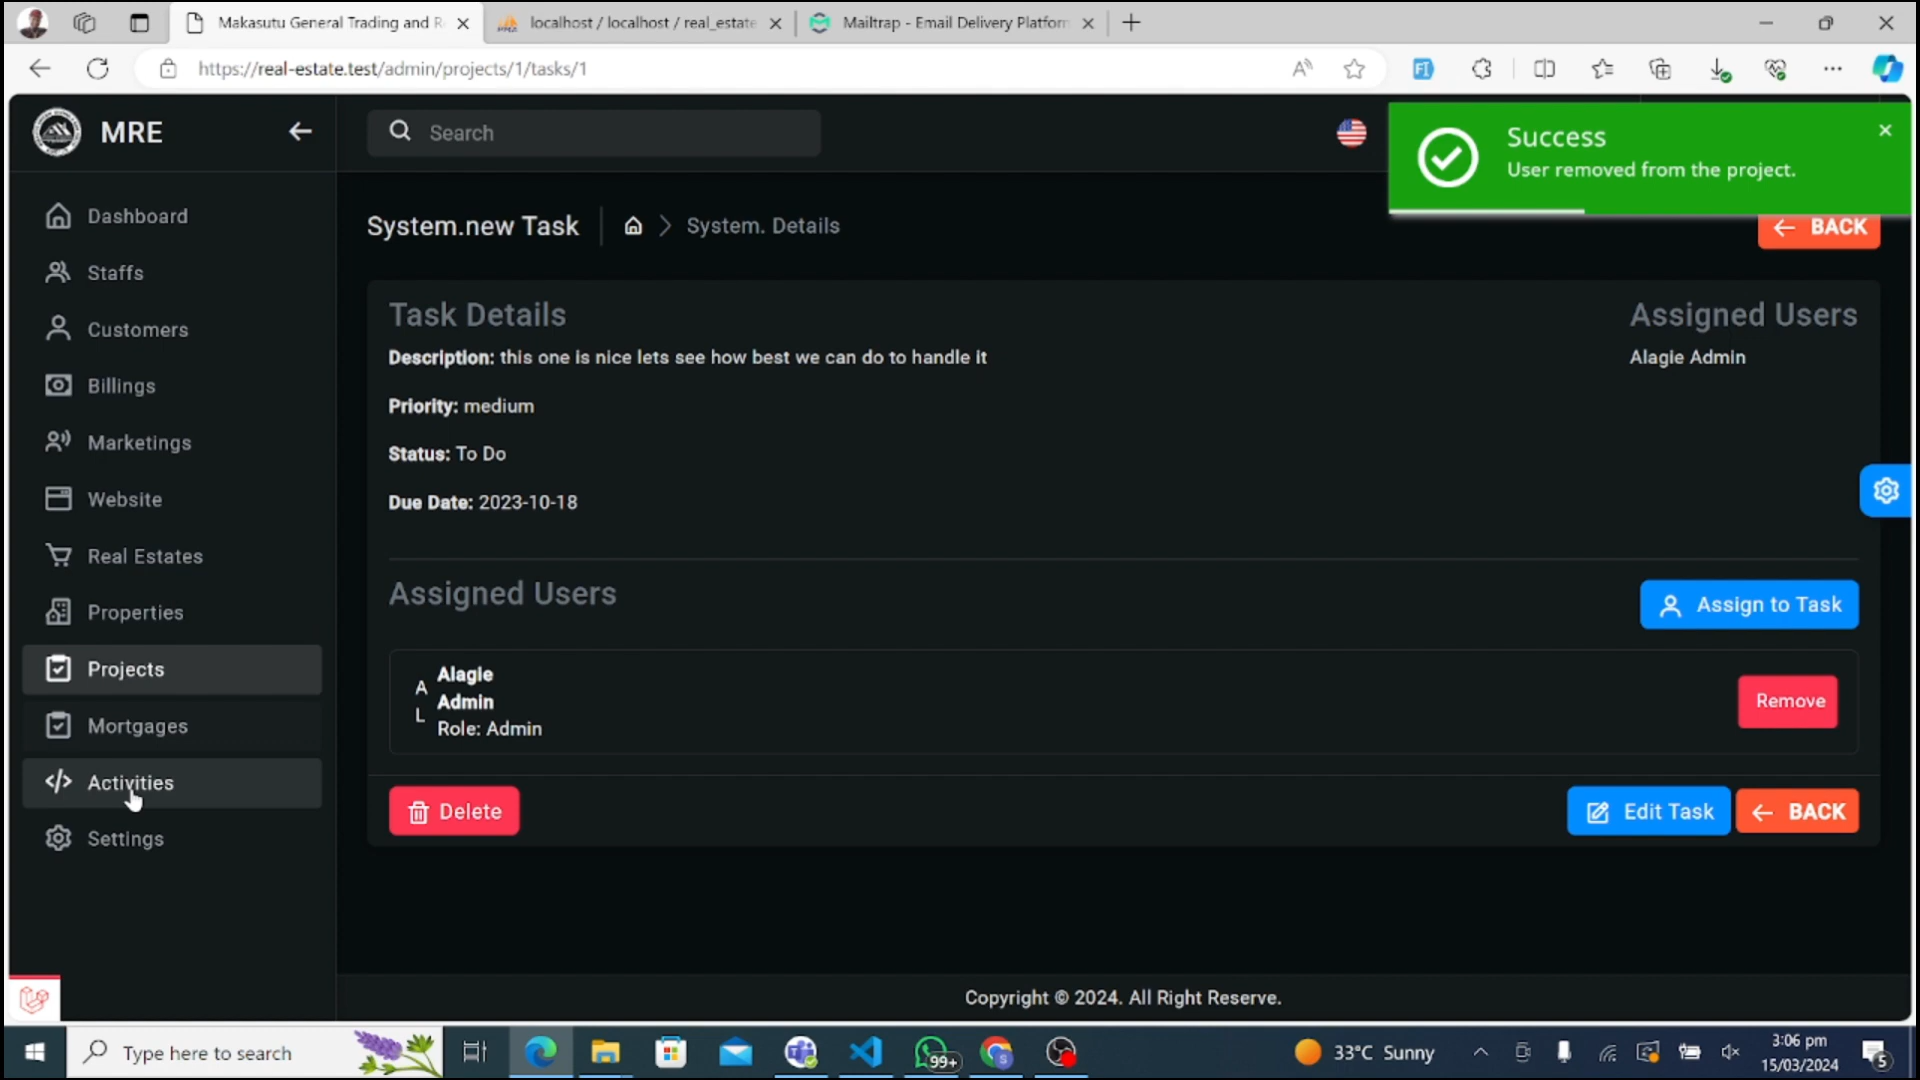 Makasutu General Trading and R
localhost / localhost / real_estate
Mailtrap - Email Delivery Platform
https://real-estate.test/admin/projects/1/tasks/1
MRE
Search
Success
User removed from the project.
Dashboard
Staffs
Customers
Billings
Marketings
Website
Real Estates
Properties
Projects
Mortgages
Activities
Settings
System.new Task
System. Details
BACK
Task Details
Description: this one is nice lets see how best we can do to handle it
Priority: medium
Status: To Do
Due Date: 2023-10-18
Assigned Users
Alagie Admin
Assigned Users
Assign to Task
A
L
Alagie
Admin
Role: Admin
Remove
Delete
Edit Task
BACK
Copyright © 2024. All Right Reserve.
Type here to search
99+
33°C Sunny
3:06 pm
15/03/2024
5